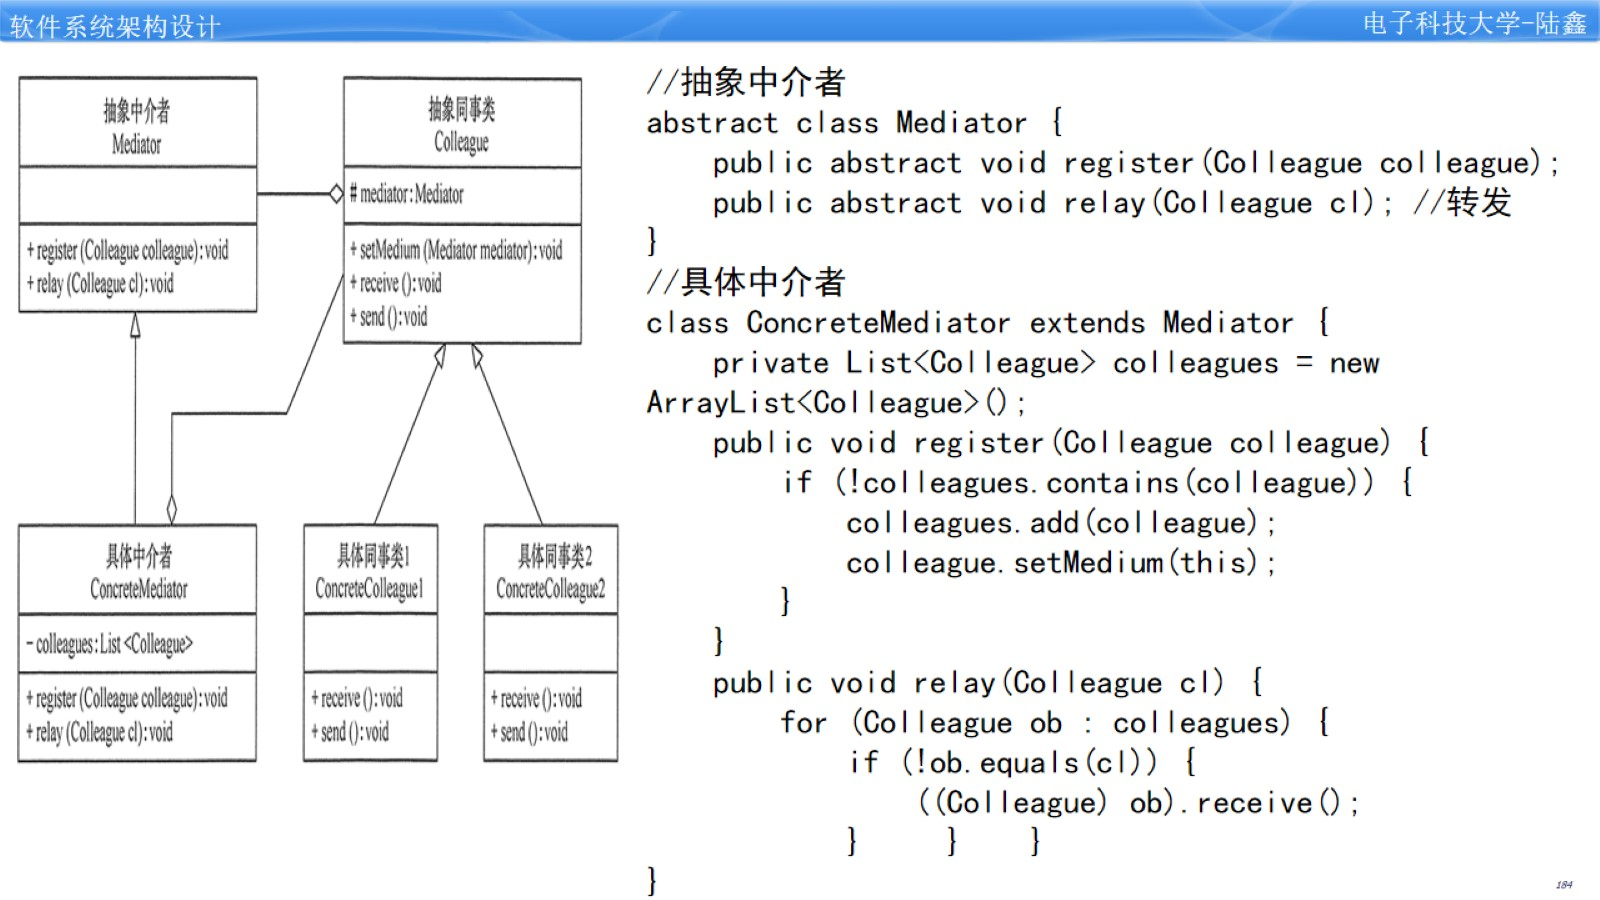 软件系统架构设计
电子科技大学-陆鑫
抽象中介者
Mediator
+ register (Colleague colleague): void
+ relay (Colleague cl): void
抽象同事类
Colleague
# mediator: Mediator
+ setMedium (Mediator mediator): void
+ receive (): void
+ send (): void
具体中介者
ConcreteMediator
- colleagues: List <Colleague>
+ register (Colleague colleague): void
+ relay (Colleague cl): void
具体同事类1
ConcreteColleague1
+ receive (): void
+ send (): void
具体同事类2
ConcreteColleague2
+ receive (): void
+ send (): void
//抽象中介者
abstract class Mediator {
public abstract void register(Colleague colleague);
public abstract void relay(Colleague cl); //转发
}
//具体中介者
class ConcreteMediator extends Mediator {
private List<Colleague> colleagues = new
ArrayList<Colleague>();
public void register(Colleague colleague) {
if (!colleagues.contains(colleague)) {
colleagues.add(colleague);
colleague.setMedium(this);
}
}
public void relay(Colleague cl) {
for (Colleague ob : colleagues) {
if (!ob.equals(cl)) {
((Colleague) ob).receive();
} } }
}
184